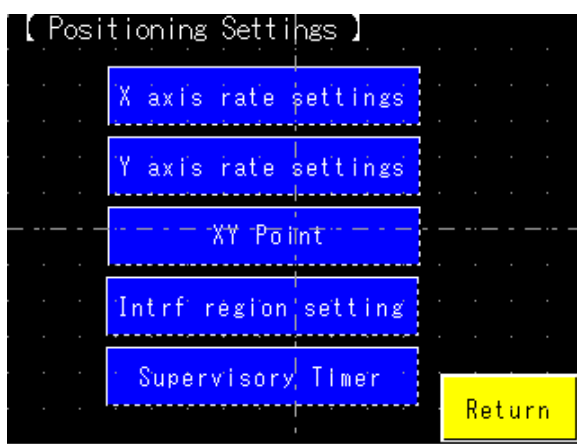 【 Positioning Settings 】
X axis rate settings
Y axis rate settings
XY Point
Intrf region setting
Supervisory Timer
Return